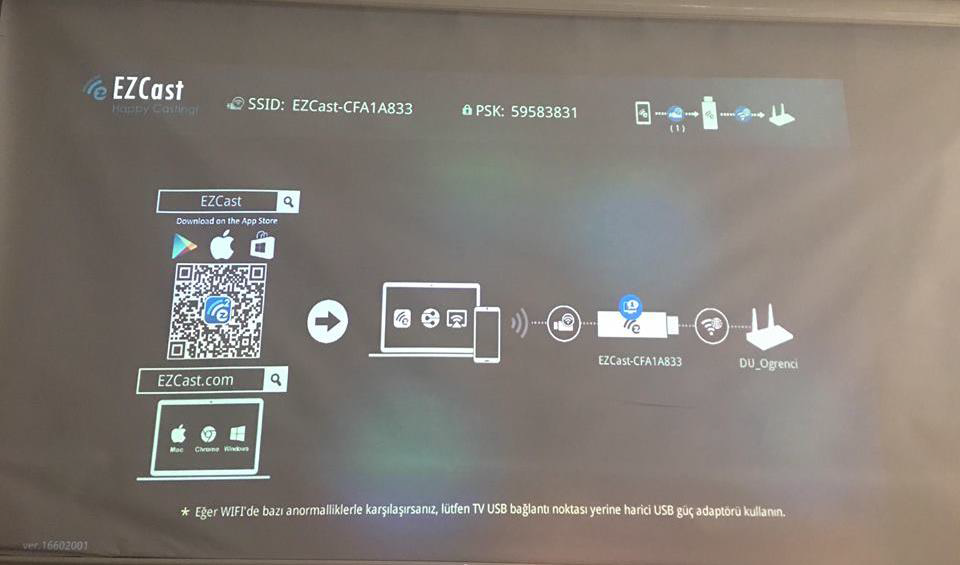 EZCast
Happy Casting!
SSID: EZCast-CFA1A833
PSK: 59583831
(1)
EZCast
Download on the App Store
EZCast.com
Mac Chrome Windows
EZCast-CFA1A833
DU_Ogrenci
* Eğer WIFI'de bazı anormalliklerle karşılaşırsanız, lütfen TV USB bağlantı noktası yerine harici USB güç adaptörü kullanın.
ver.16602001